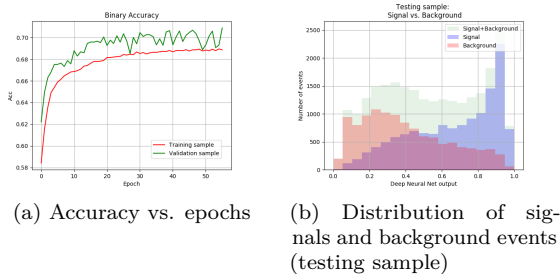 Binary Accuracy
0.70
0.68
0.66
0.64
0.62
0.60
0.58
Acc
Training sample
Validation sample
0 10 20 30 40 50
Epoch
(a) Accuracy vs. epochs
Testing sample:
Signal vs. Background
Signal+Background
Signal
Background
2500
2000
1500
1000
500
0
Number of events
0.0 0.2 0.4 0.6 0.8 1.0
Deep Neural Net output
(b) Distribution of sig-
nals and background events
(testing sample)